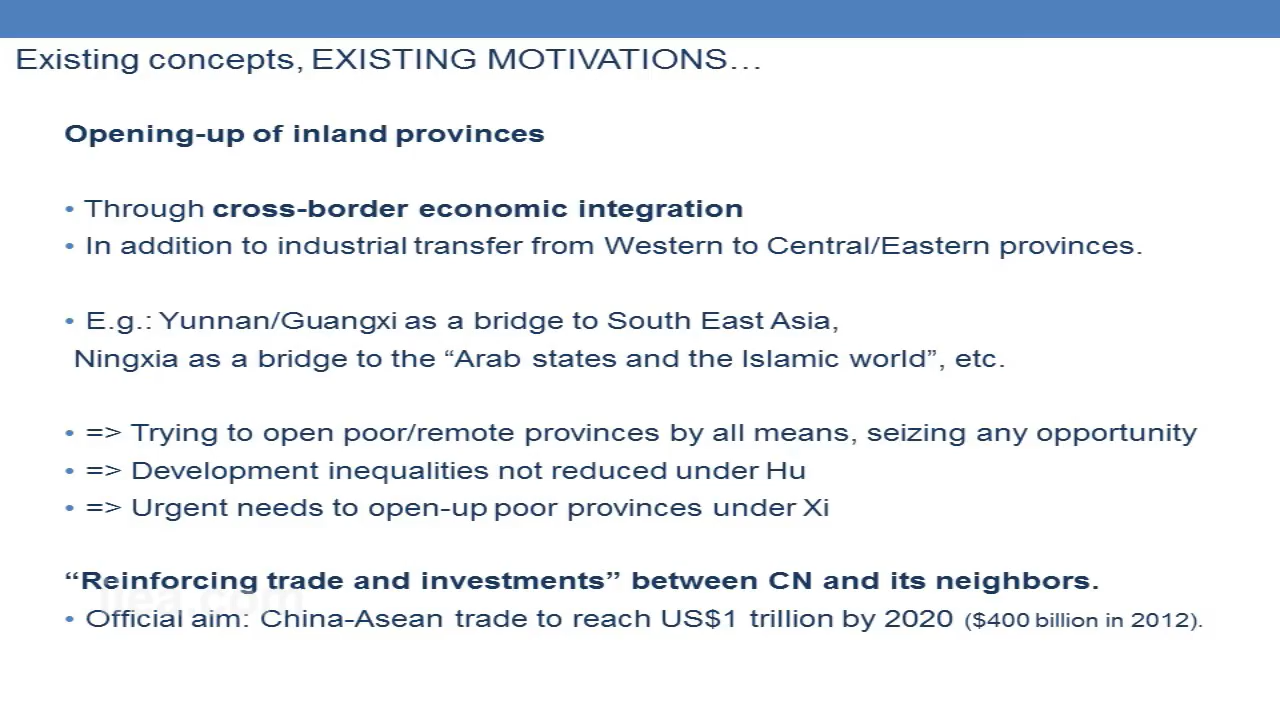 Existing concepts, EXISTING MOTIVATIONS…
Opening-up of inland provinces
• Through cross-border economic integration
• In addition to industrial transfer from Western to Central/Eastern provinces.
• E.g.: Yunnan/Guangxi as a bridge to South East Asia,
Ningxia as a bridge to the “Arab states and the Islamic world”, etc.
• => Trying to open poor/remote provinces by all means, seizing any opportunity
• => Development inequalities not reduced under Hu
• => Urgent needs to open-up poor provinces under Xi
“Reinforcing trade and investments” between CN and its neighbors.
• Official aim: China-Asean trade to reach US$1 trillion by 2020 ($400 billion in 2012).